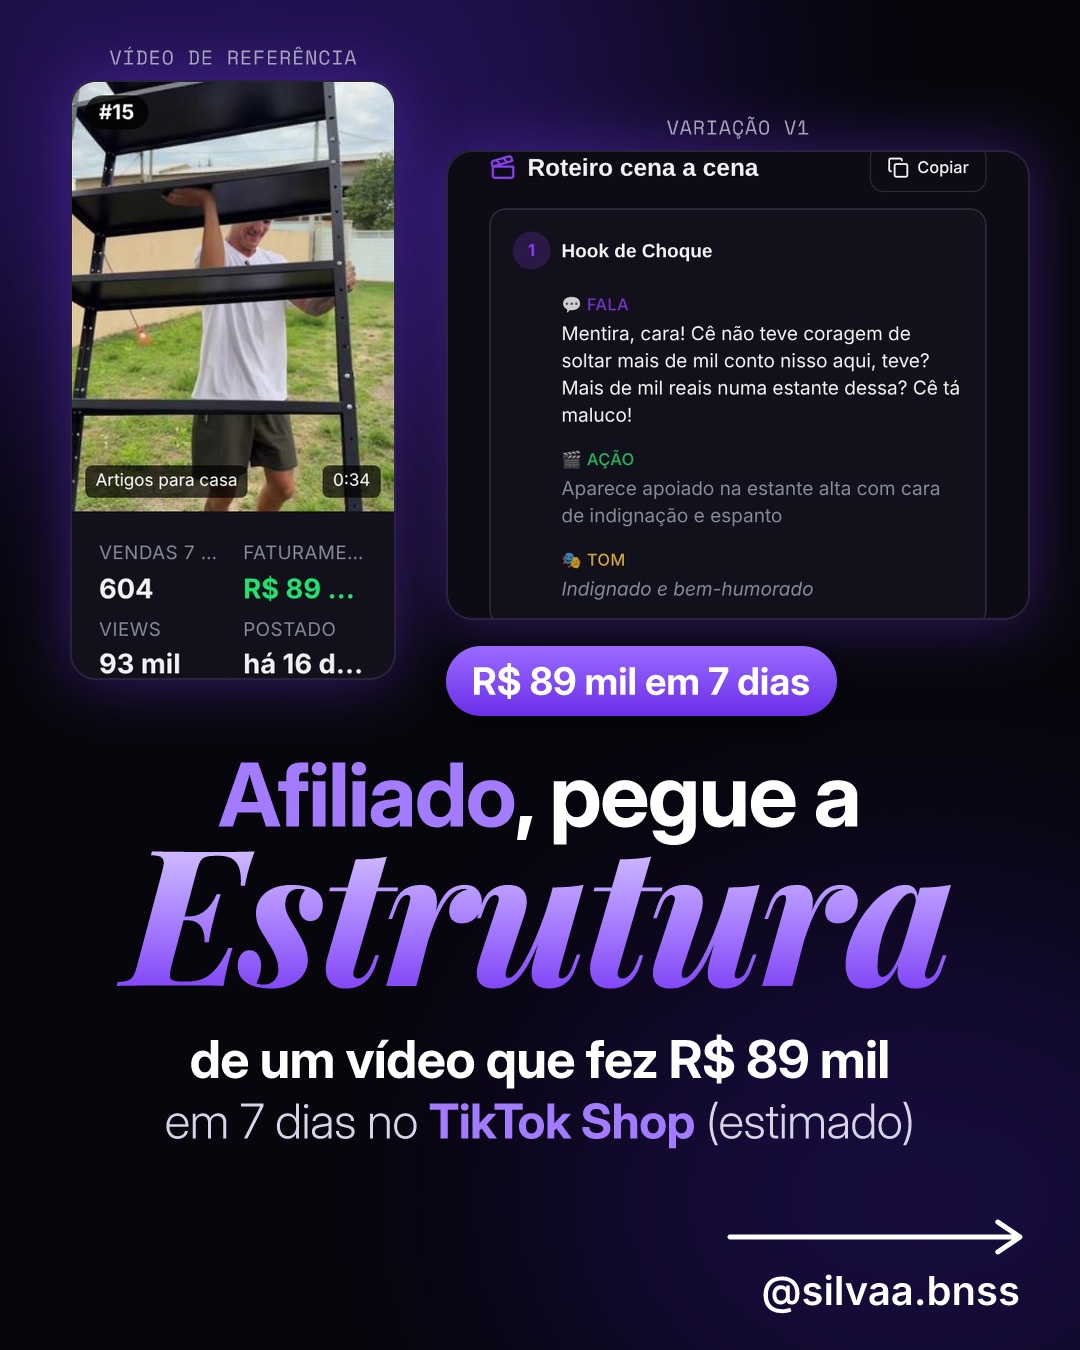 VÍDEO DE REFERÊNCIA
#15
Artigos para casa
0:34
VENDAS 7 ...
FATURAME...
604
R$ 89 ...
VIEWS
POSTADO
93 mil
há 16 d...
VARIAÇÃO V1
Roteiro cena a cena
Copiar
1
Hook de Choque
💬 FALA
Mentira, cara! Cê não teve coragem de
soltar mais de mil conto nisso aqui, teve?
Mais de mil reais numa estante dessa? Cê tá
maluco!
🎬 AÇÃO
Aparece apoiado na estante alta com cara
de indignação e espanto
🎭 TOM
Indignado e bem-humorado
R$ 89 mil em 7 dias
Afiliado, pegue a
Estrutura
de um vídeo que fez R$ 89 mil
em 7 dias no TikTok Shop (estimado)
@silvaa.bnss